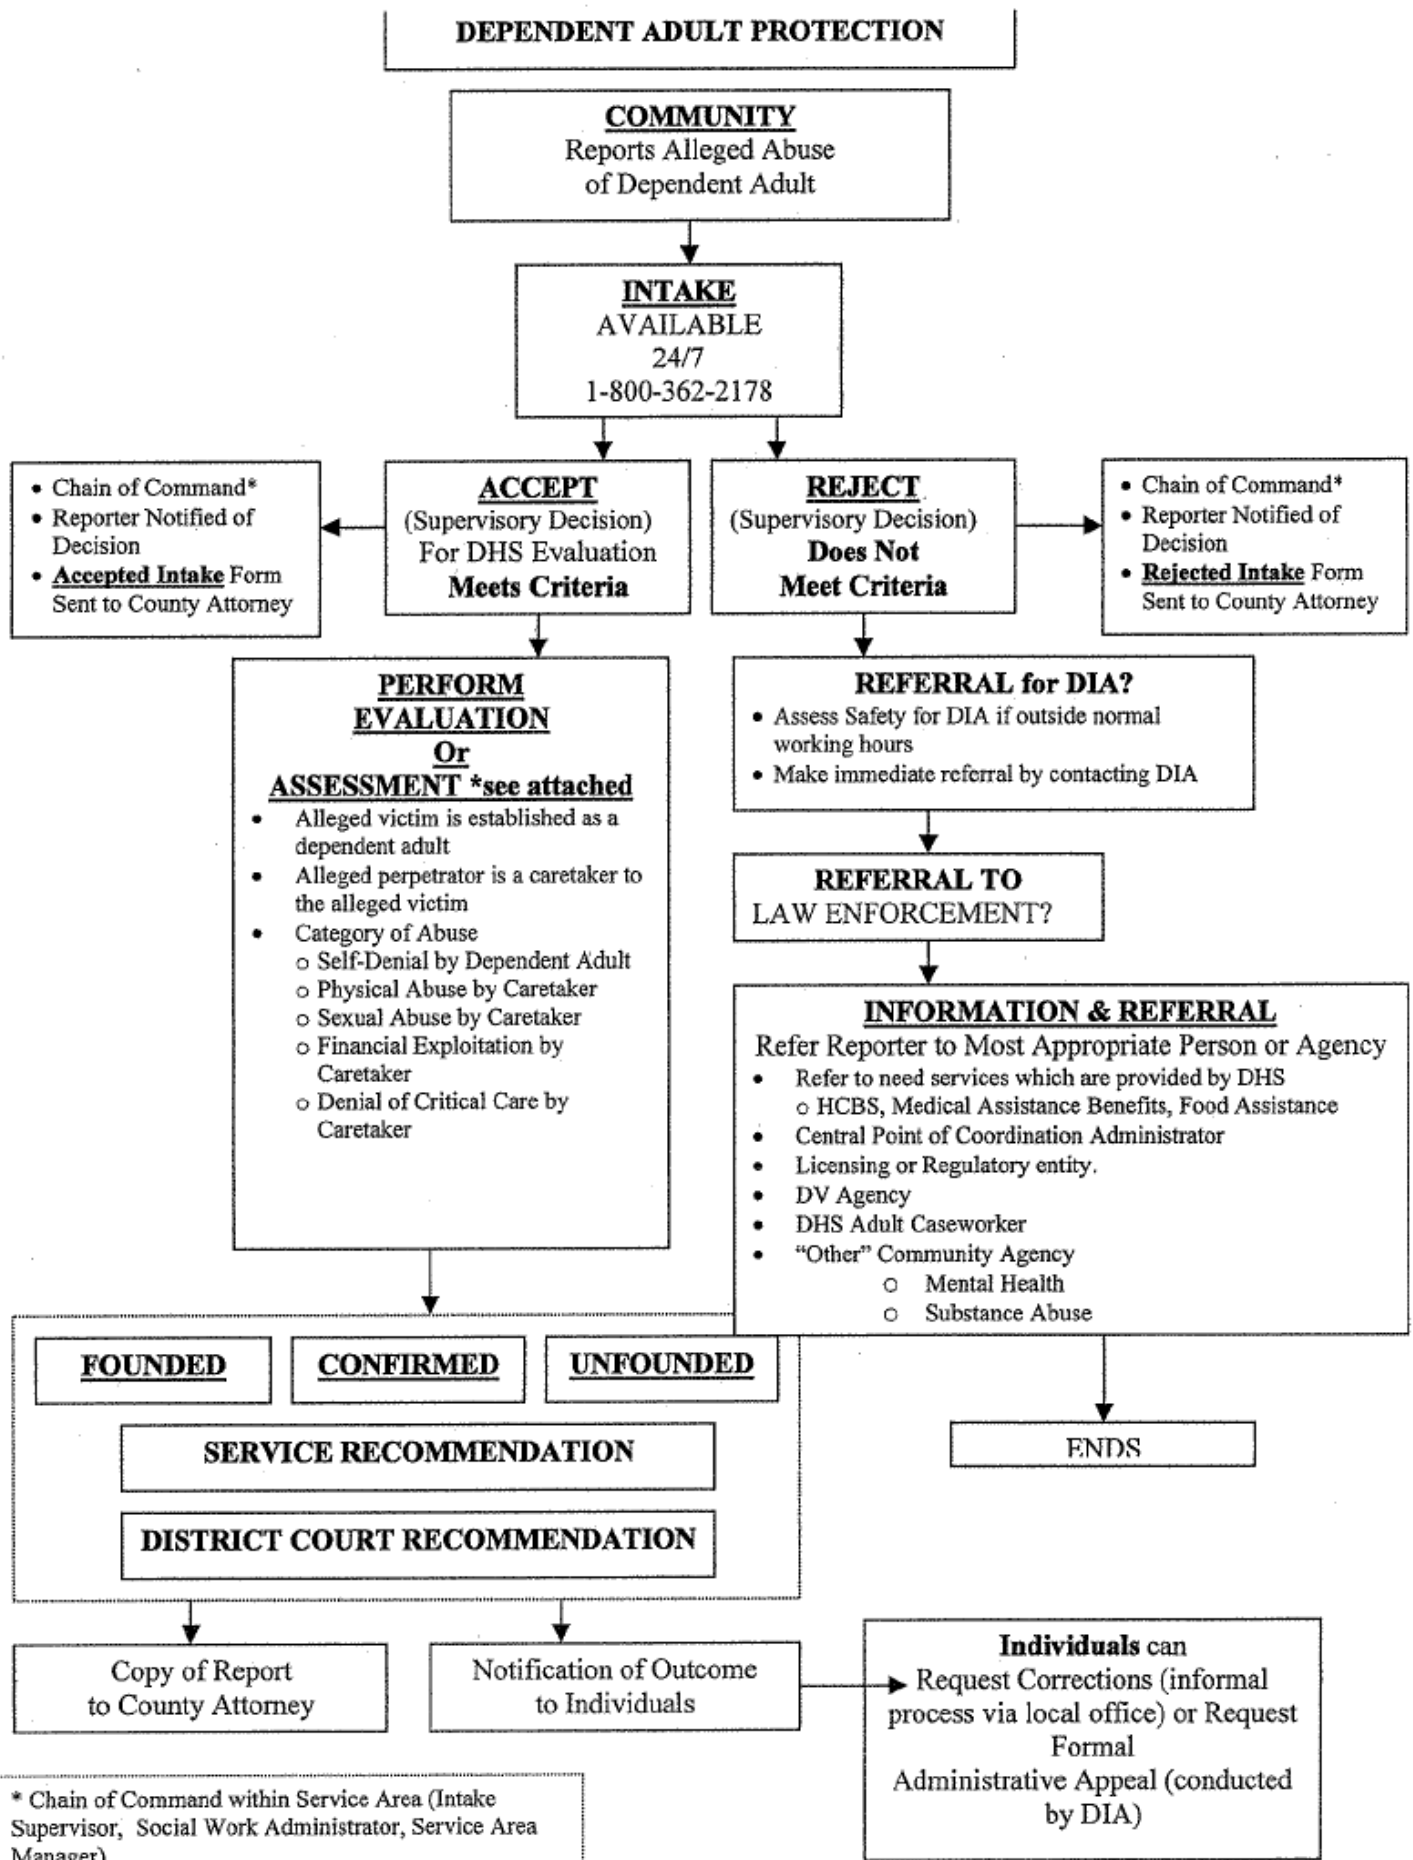 DEPENDENT ADULT PROTECTION
COMMUNITY
Reports Alleged Abuse
of Dependent Adult
INTAKE
AVAILABLE
24/7
1-800-362-2178
• Chain of Command*
• Reporter Notified of
Decision
• Accepted Intake Form
Sent to County Attorney
ACCEPT
(Supervisory Decision)
For DHS Evaluation
Meets Criteria
REJECT
(Supervisory Decision)
Does Not
Meet Criteria
• Chain of Command*
• Reporter Notified of
Decision
• Rejected Intake Form
Sent to County Attorney
PERFORM
EVALUATION
Or
ASSESSMENT *see attached
• Alleged victim is established as a
dependent adult
• Alleged perpetrator is a caretaker to
the alleged victim
• Category of Abuse
o Self-Denial by Dependent Adult
o Physical Abuse by Caretaker
o Sexual Abuse by Caretaker
o Financial Exploitation by
Caretaker
o Denial of Critical Care by
Caretaker
REFERRAL for DIA?
• Assess Safety for DIA if outside normal
working hours
• Make immediate referral by contacting DIA
REFERRAL TO
LAW ENFORCEMENT?
INFORMATION & REFERRAL
Refer Reporter to Most Appropriate Person or Agency
• Refer to need services which are provided by DHS
o HCBS, Medical Assistance Benefits, Food Assistance
• Central Point of Coordination Administrator
• Licensing or Regulatory entity.
• DV Agency
• DHS Adult Caseworker
• “Other” Community Agency
o Mental Health
o Substance Abuse
FOUNDED
CONFIRMED
UNFOUNDED
SERVICE RECOMMENDATION
DISTRICT COURT RECOMMENDATION
ENDS
Copy of Report
to County Attorney
Notification of Outcome
to Individuals
Individuals can
Request Corrections (informal
process via local office) or Request
Formal
Administrative Appeal (conducted
by DIA)
* Chain of Command within Service Area (Intake
Supervisor, Social Work Administrator, Service Area
Manager)